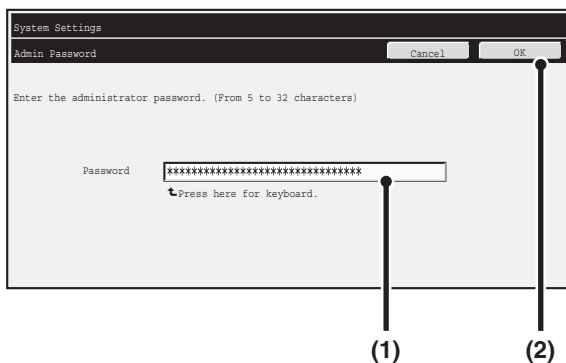 System Settings
Admin Password Cancel OK
Enter the administrator password. (From 5 to 32 characters)
Password ********************************
Press here for keyboard.
(1) (2)